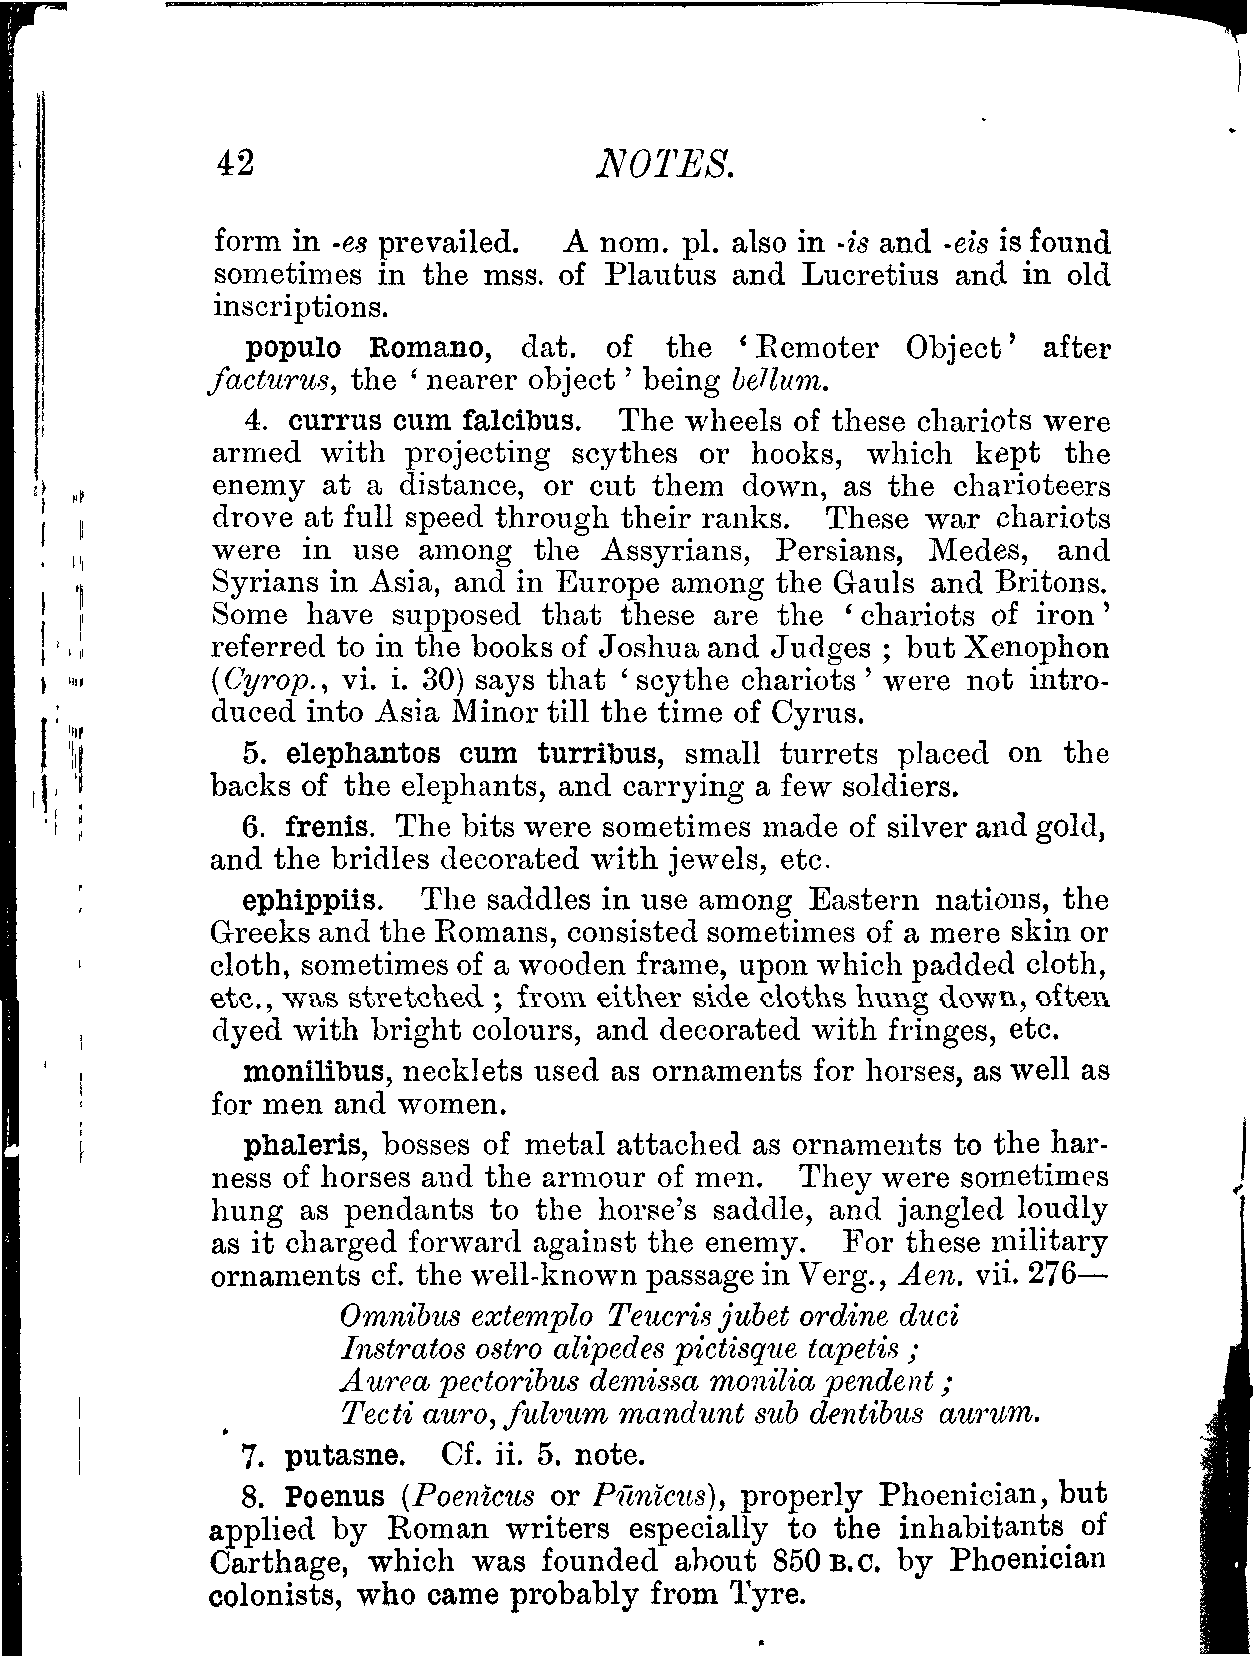 42 NOTES.
form in -es prevailed. A nom. pl. also in -is and -eis is found
sometimes in the mss. of Plautus and Lucretius and in old
inscriptions.
populo Romano, dat. of the ‘Remoter Object’ after
facturus, the ‘nearer object’ being bellum.
4. currus cum falcibus. The wheels of these chariots were
armed with projecting scythes or hooks, which kept the
enemy at a distance, or cut them down, as the charioteers
drove at full speed through their ranks. These war chariots
were in use among the Assyrians, Persians, Medes, and
Syrians in Asia, and in Europe among the Gauls and Britons.
Some have supposed that these are the ‘chariots of iron’
referred to in the books of Joshua and Judges; but Xenophon
(Cyrop., vi. i. 30) says that ‘scythe chariots’ were not intro-
duced into Asia Minor till the time of Cyrus.
5. elephantos cum turribus, small turrets placed on the
backs of the elephants, and carrying a few soldiers.
6. frenis. The bits were sometimes made of silver and gold,
and the bridles decorated with jewels, etc.
ephippiis. The saddles in use among Eastern nations, the
Greeks and the Romans, consisted sometimes of a mere skin or
cloth, sometimes of a wooden frame, upon which padded cloth,
etc., was stretched; from either side cloths hung down, often
dyed with bright colours, and decorated with fringes, etc.
monilibus, necklets used as ornaments for horses, as well as
for men and women.
phaleris, bosses of metal attached as ornaments to the har-
ness of horses and the armour of men. They were sometimes
hung as pendants to the horse's saddle, and jangled loudly
as it charged forward against the enemy. For these military
ornaments cf. the well-known passage in Verg., Aen. vii. 276—
Omnibus extemplo Teucris jubet ordine duci
Instratos ostro alipedes pictisque tapetis;
Aurea pectoribus demissa monilia pendent;
Tecti auro, fulvum mandunt sub dentibus aurum.
7. putasne. Cf. ii. 5. note.
8. Poenus (Poenĭcus or Pūnĭcus), properly Phoenician, but
applied by Roman writers especially to the inhabitants of
Carthage, which was founded about 850 B.C. by Phoenician
colonists, who came probably from Tyre.